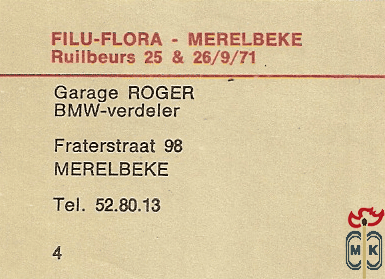 FILU-FLORA - MERELBEKE
Ruilbeurs 25 & 26/9/71
Garage ROGER
BMW-verdeler
Fraterstraat 98
MERELBEKE
Tel. 52.80.13
4
MK